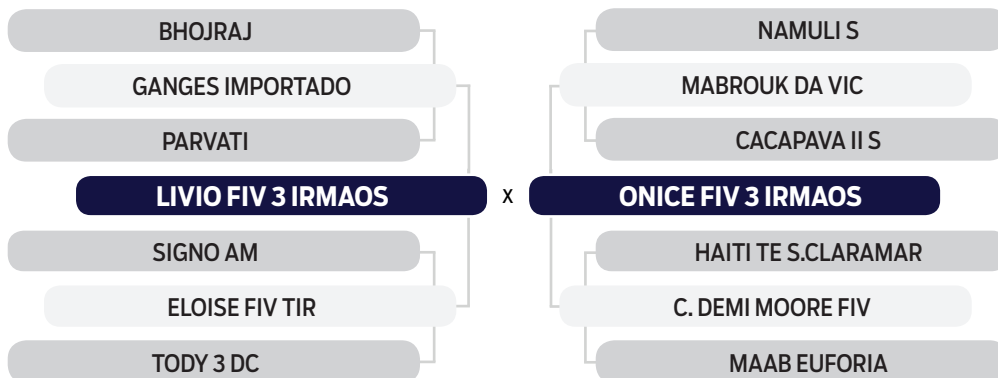 BHOJRAJ
NAMULI S
GANGES IMPORTADO
MABROUK DA VIC
PARVATI
CACAPAVA II S
LIVIO FIV 3 IRMAOS x ONICE FIV 3 IRMAOS
SIGNO AM
HAITI TE S.CLARAMAR
ELOISE FIV TIR
C. DEMI MOORE FIV
TODY 3 DC
MAAB EUFORIA